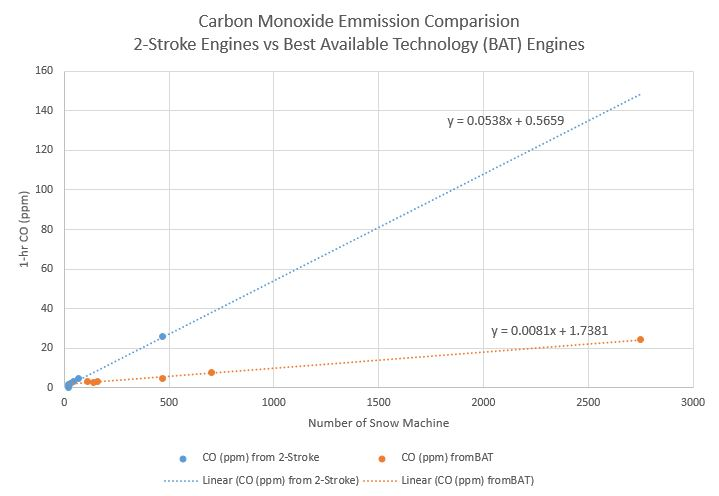 Carbon Monoxide Emmission Comparision
2-Stroke Engines vs Best Available Technology (BAT) Engines
160
140
120
100
80
60
40
20
0
1-hr CO (ppm)
y = 0.0538x + 0.5659
y = 0.0081x + 1.7381
0 500 1000 1500 2000 2500 3000
Number of Snow Machine
CO (ppm) from 2-Stroke CO (ppm) fromBAT
Linear (CO (ppm) from 2-Stroke) Linear (CO (ppm) fromBAT)